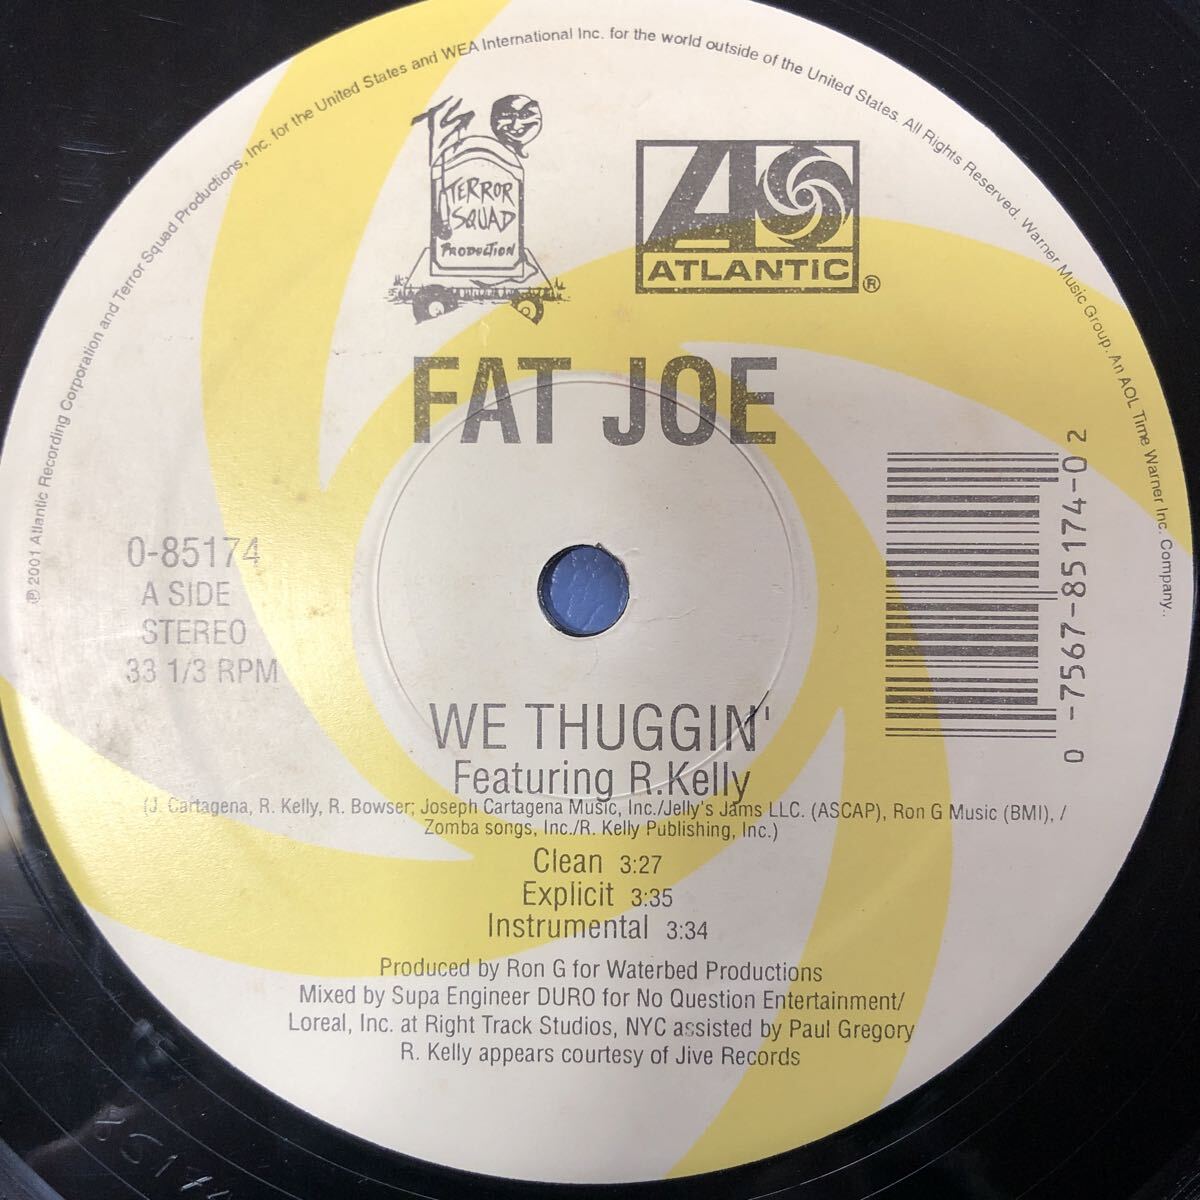 ℗ 2001 Atlantic Recording Corporation and Terror Squad Productions, Inc. for the United States and WEA International Inc. for the world outside of the United States. All Rights Reserved. Warner Music Group. An AOL Time Warner Inc. Company..
TS
TERROR
SQUAD
PRODUCTION
ATLANTIC ®
FAT JOE
0-85174
A SIDE
STEREO
33 1/3 RPM
0 -7567-85174-0 2
WE THUGGIN'
Featuring R.Kelly
(J. Cartagena, R. Kelly, R. Bowser; Joseph Cartagena Music, Inc./Jelly's Jams LLC. (ASCAP), Ron G Music (BMI), /
Zomba songs, Inc./R. Kelly Publishing, Inc.)
Clean 3:27
Explicit 3:35
Instrumental 3:34
Produced by Ron G for Waterbed Productions
Mixed by Supa Engineer DURO for No Question Entertainment/
Loreal, Inc. at Right Track Studios, NYC assisted by Paul Gregory
R. Kelly appears courtesy of Jive Records